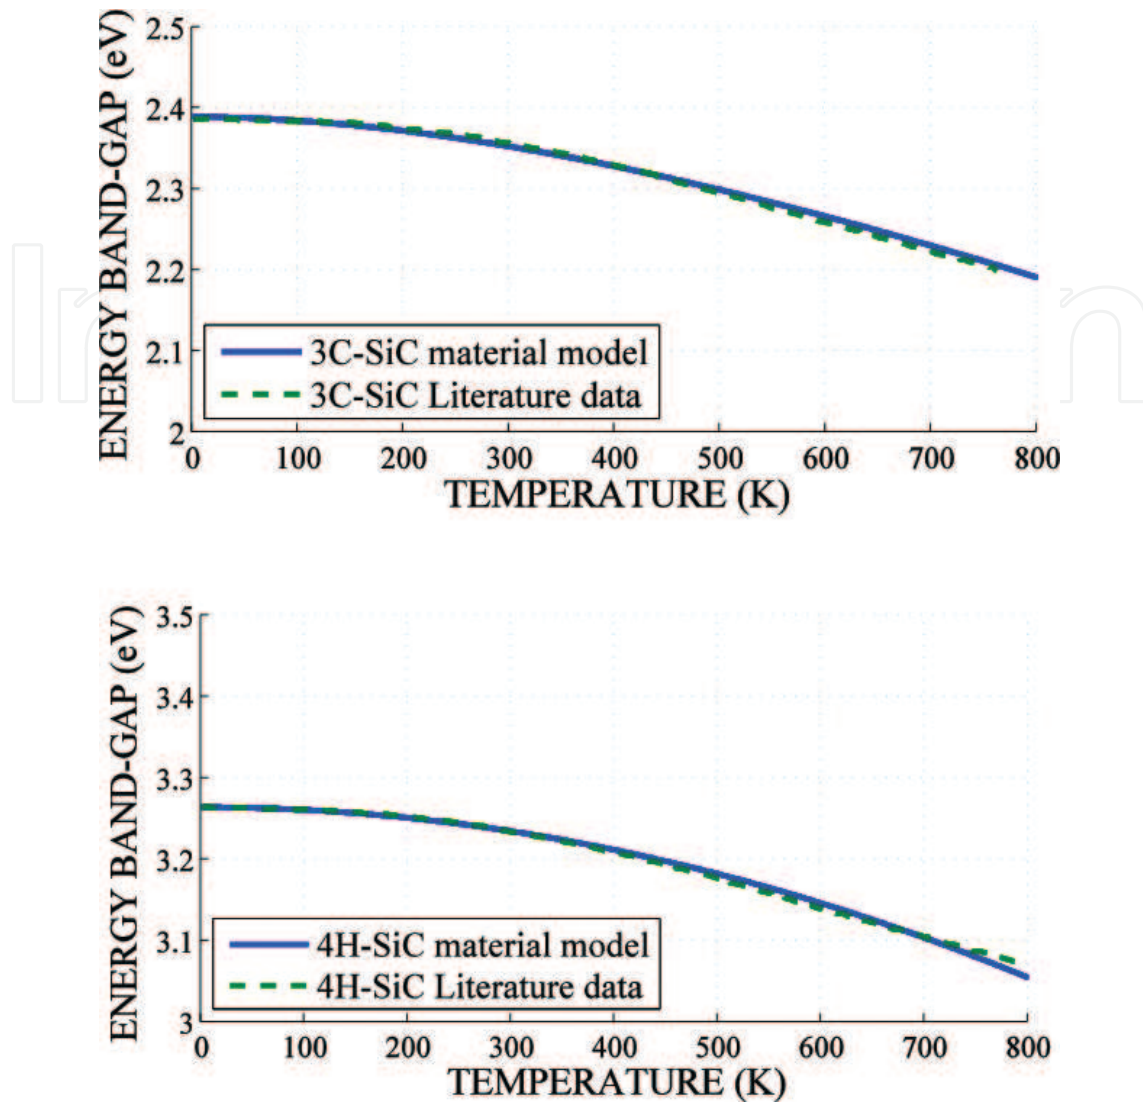 ENERGY BAND-GAP (eV)
2.5
2.4
2.3
2.2
2.1
2
3C-SiC material model
3C-SiC Literature data
0 100 200 300 400 500 600 700 800
TEMPERATURE (K)
ENERGY BAND-GAP (eV)
3.5
3.4
3.3
3.2
3.1
3
4H-SiC material model
4H-SiC Literature data
0 100 200 300 400 500 600 700 800
TEMPERATURE (K)